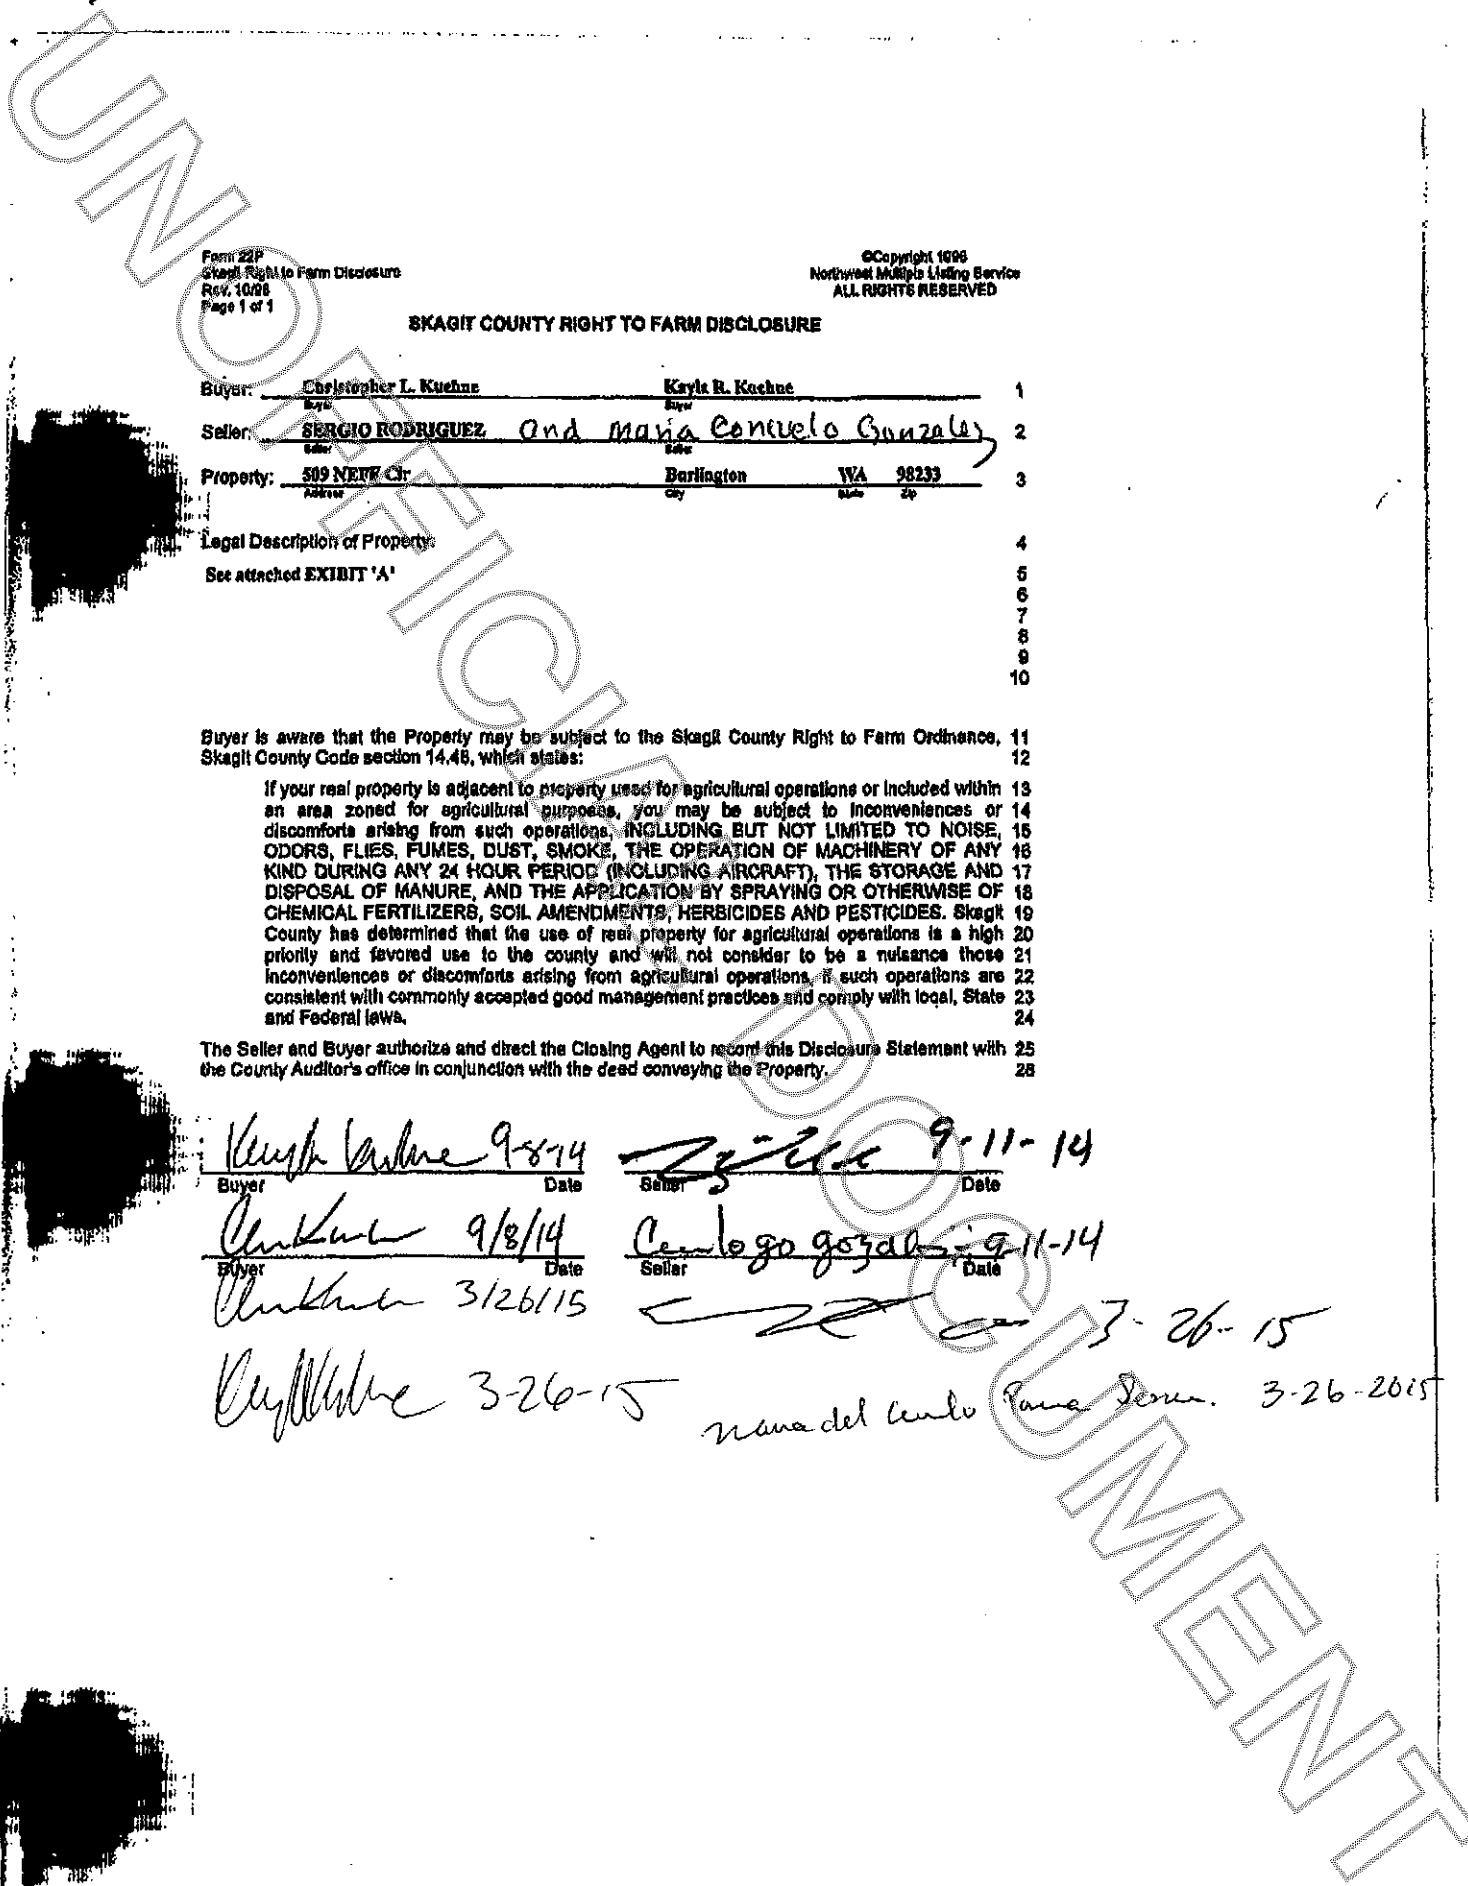 Form 22P
Skagit Right to Farm Disclosure
Rev. 10/98
Page 1 of 1
©Copyright 1996
Northwest Multiple Listing Service
ALL RIGHTS RESERVED
SKAGIT COUNTY RIGHT TO FARM DISCLOSURE
Buyer: Christopher L. Kuehne Kayla R. Kuehne 1
Buyer Buyer
Seller: SERGIO RODRIGUEZ and Maria Gonzalez 2
Seller Seller
Property: 509 NEFF Cir Burlington WA 98233 3
Address City State Zip
Legal Description of Property: 4
See attached EXIBIT 'A' 5
6
7
8
9
10
Buyer is aware that the Property may be subject to the Skagit County Right to Farm Ordinance, 11
Skagit County Code section 14.48, which states: 12
If your real property is adjacent to property used for agricultural operations or included within 13
an area zoned for agricultural purposes, you may be subject to inconveniences or 14
discomforts arising from such operations, INCLUDING BUT NOT LIMITED TO NOISE, 15
ODORS, FLIES, FUMES, DUST, SMOKE, THE OPERATION OF MACHINERY OF ANY 16
KIND DURING ANY 24 HOUR PERIOD (INCLUDING AIRCRAFT), THE STORAGE AND 17
DISPOSAL OF MANURE, AND THE APPLICATION BY SPRAYING OR OTHERWISE OF 18
CHEMICAL FERTILIZERS, SOIL AMENDMENTS, HERBICIDES AND PESTICIDES. Skagit 19
County has determined that the use of real property for agricultural operations is a high 20
priority and favored use to the county and will not consider to be a nuisance those 21
inconveniences or discomforts arising from agricultural operations, if such operations are 22
consistent with commonly accepted good management practices and comply with local, State 23
and Federal laws. 24
The Seller and Buyer authorize and direct the Closing Agent to record this Disclosure Statement with 25
the County Auditor's office in conjunction with the deed conveying the Property. 26
9-8-14 9-11-14
Buyer Date Seller Date
9/8/14 9-11-14
Buyer Date Seller Date
3/26/15 3-26-15
3-26-15 3-26-2015
UNOFFICIAL DOCUMENT